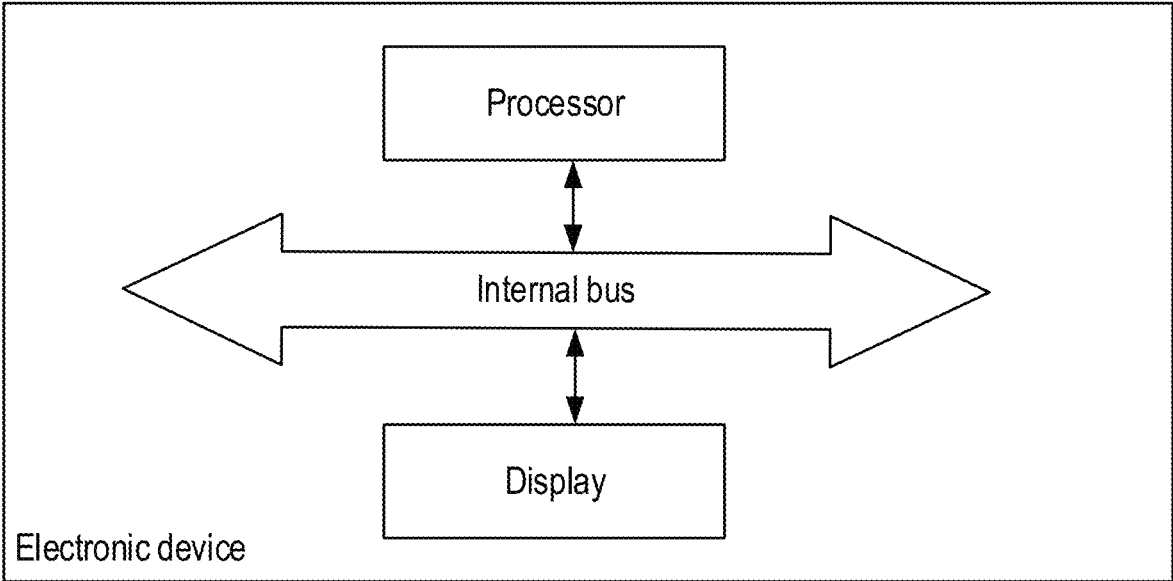 Processor
Internal bus
Display
Electronic device